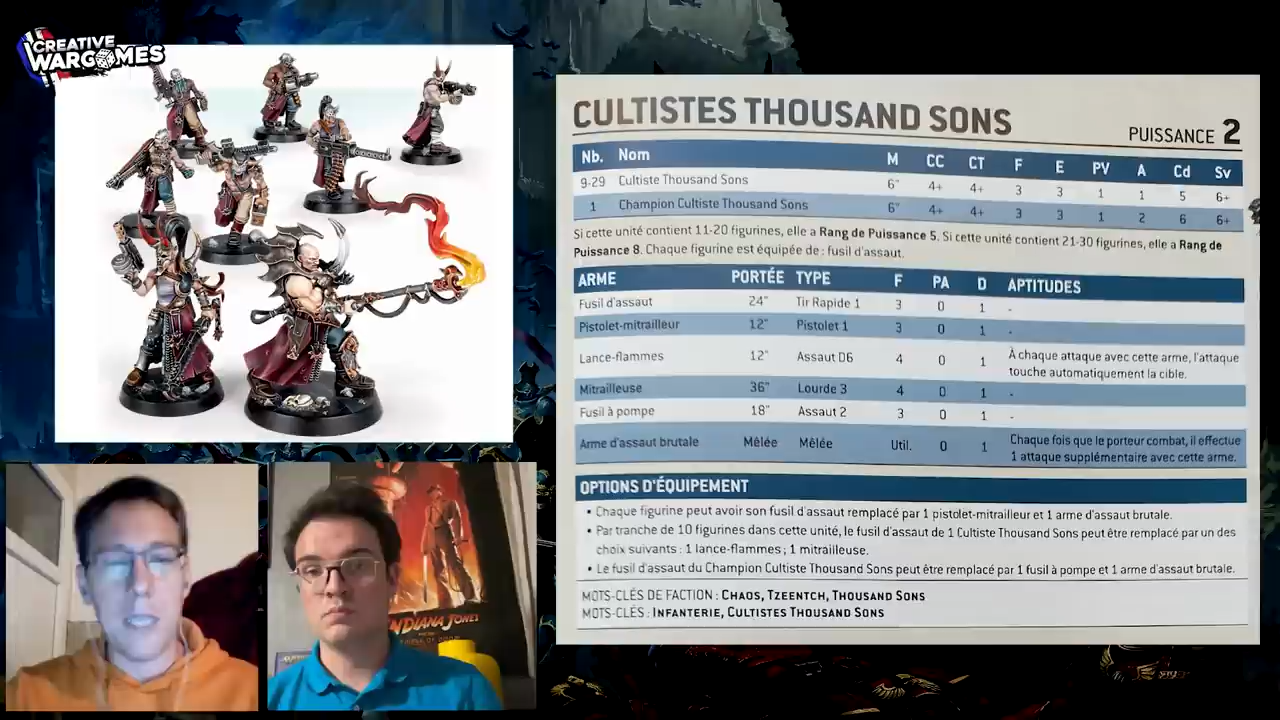 CREATIVE
WARGOMES
CULTISTES THOUSAND SONS
PUISSANCE 2
Nb. Nom M CC CT F E PV A Cd Sv
9-29 Cultiste Thousand Sons 6" 4+ 4+ 3 3 1 1 5 6+
1 Champion Cultiste Thousand Sons 6" 4+ 4+ 3 3 1 2 6 6+
Si cette unité contient 11-20 figurines, elle a Rang de Puissance 5. Si cette unité contient 21-30 figurines, elle a Rang de
Puissance 8. Chaque figurine est équipée de : fusil d'assaut.
ARME PORTÉE TYPE F PA D APTITUDES
Fusil d'assaut 24" Tir Rapide 1 3 0 1 -
Pistolet-mitrailleur 12" Pistolet 1 3 0 1 -
Lance-flammes 12" Assaut D6 4 0 1 À chaque attaque avec cette arme, l'attaque
touche automatiquement la cible.
Mitrailleuse 36" Lourde 3 4 0 1 -
Fusil à pompe 18" Assaut 2 3 0 1 -
Arme d'assaut brutale Mêlée Mêlée Util. 0 1 Chaque fois que le porteur combat, il effectue
1 attaque supplémentaire avec cette arme.
OPTIONS D'ÉQUIPEMENT
• Chaque figurine peut avoir son fusil d'assaut remplacé par 1 pistolet-mitrailleur et 1 arme d'assaut brutale.
• Par tranche de 10 figurines dans cette unité, le fusil d'assaut de 1 Cultiste Thousand Sons peut être remplacé par un des
choix suivants : 1 lance-flammes ; 1 mitrailleuse.
• Le fusil d'assaut du Champion Cultiste Thousand Sons peut être remplacé par 1 fusil à pompe et 1 arme d'assaut brutale.
MOTS-CLÉS DE FACTION : CHAOS, TZEENTCH, THOUSAND SONS
MOTS-CLÉS : INFANTERIE, CULTISTES THOUSAND SONS
INDIANA JONES